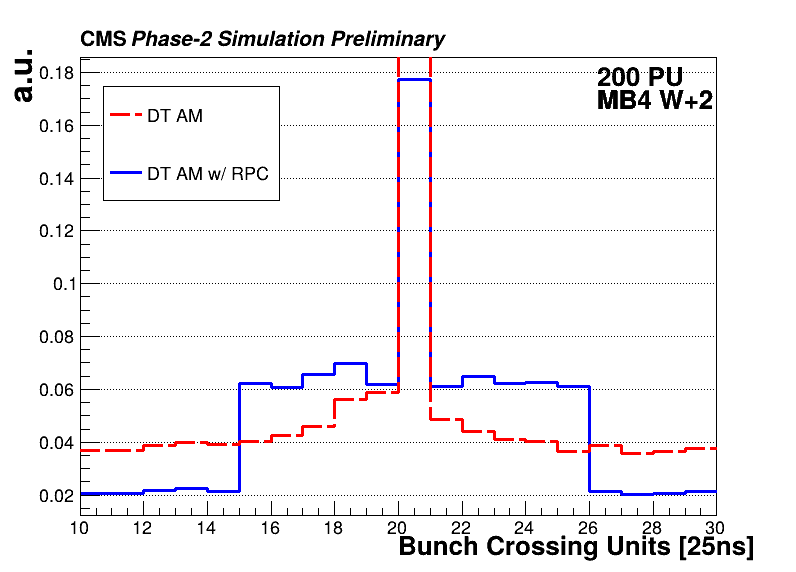 CMS Phase-2 Simulation Preliminary
a.u.
200 PU
MB4 W+2
DT AM
DT AM w/ RPC
0.18
0.16
0.14
0.12
0.1
0.08
0.06
0.04
0.02
10 12 14 16 18 20 22 24 26 28 30
Bunch Crossing Units [25ns]